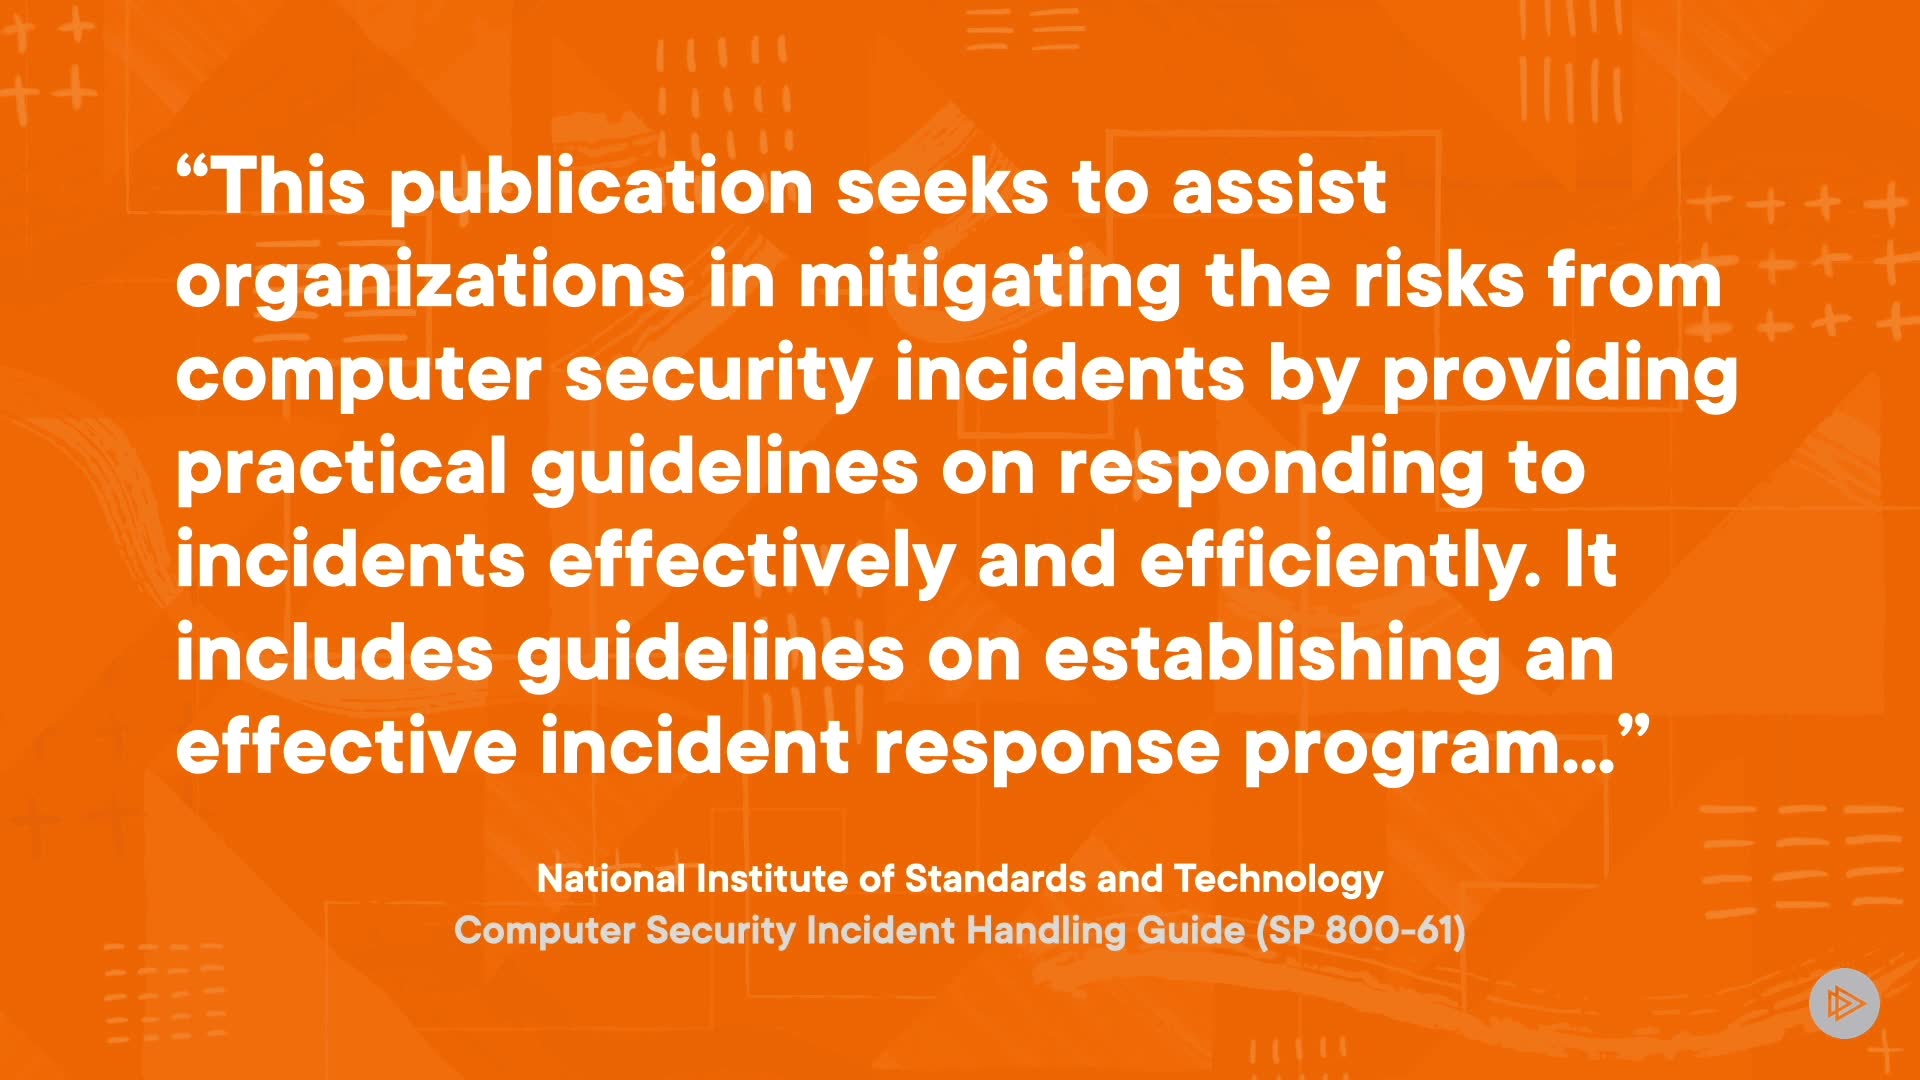 “This publication seeks to assist
organizations in mitigating the risks from
computer security incidents by providing
practical guidelines on responding to
incidents effectively and efficiently. It
includes guidelines on establishing an
effective incident response program...”
National Institute of Standards and Technology
Computer Security Incident Handling Guide (SP 800-61)